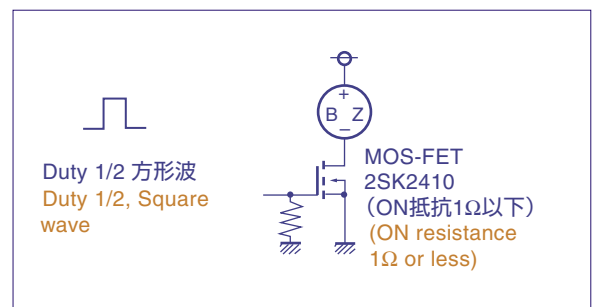 +
B Z
−
Duty 1/2 方形波
Duty 1/2, Square
wave
MOS-FET
2SK2410
（ON抵抗1Ω以下）
(ON resistance
1Ω or less)